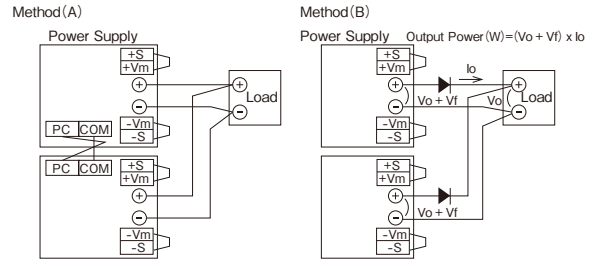 Method(A)
Power Supply
+S
+Vm
+
−
-Vm
-S
PC COM
PC COM
+S
+Vm
+
−
-Vm
-S
+
Load
−
Method(B)
Power Supply Output Power(W)=(Vo + Vf) x Io
+S
+Vm
Io
+
Vo + Vf
−
-Vm
-S
+
Vo
Load
−
+S
+Vm
+
Vo + Vf
−
-Vm
-S